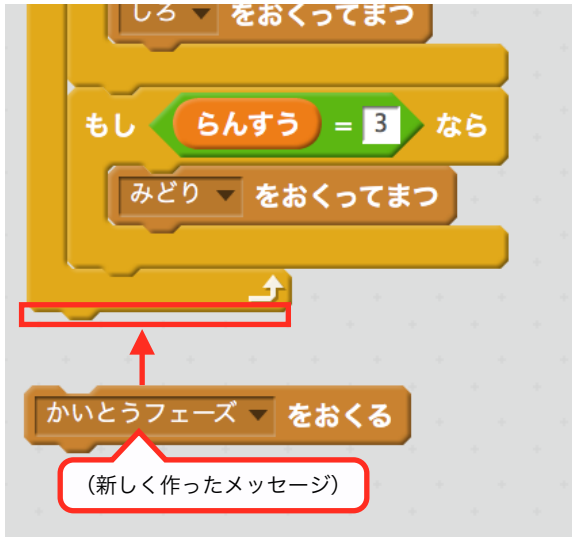 しろ をおくってまつ
もし らんすう = 3 なら
みどり をおくってまつ
かいとうフェーズ をおくる
（新しく作ったメッセージ）